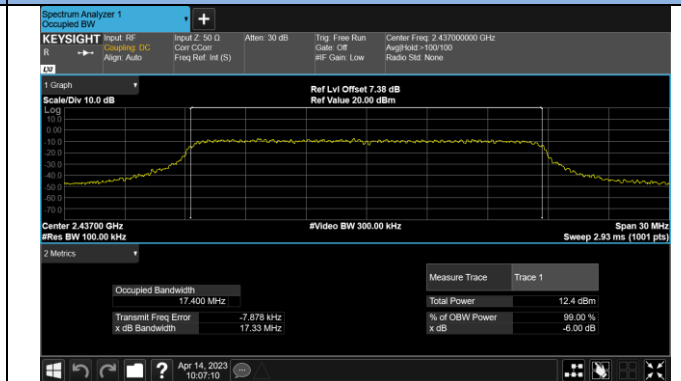 Spectrum Analyzer 1
Occupied BW
KEYSIGHT Input: RF Input Z: 50 Ω Atten: 30 dB Trig: Free Run Center Freq: 2.437000000 GHz
R Coupling: DC Corr CCorr Gate: Off Avg|Hold:>100/100
Align: Auto Freq Ref: Int (S) #IF Gain: Low Radio Std: None
LXI
1 Graph Ref Lvl Offset 7.38 dB
Scale/Div 10.0 dB Ref Value 20.00 dBm
Log
10.0
0.00
-10.0
-20.0
-30.0
-40.0
-50.0
-60.0
-70.0
Center 2.43700 GHz #Video BW 300.00 kHz Span 30 MHz
#Res BW 100.00 kHz Sweep 2.93 ms (1001 pts)
2 Metrics
Measure Trace Trace 1
Occupied Bandwidth
17.400 MHz Total Power 12.4 dBm
Transmit Freq Error -7.878 kHz % of OBW Power 99.00 %
x dB Bandwidth 17.33 MHz x dB -6.00 dB
Apr 14, 2023
10:07:10